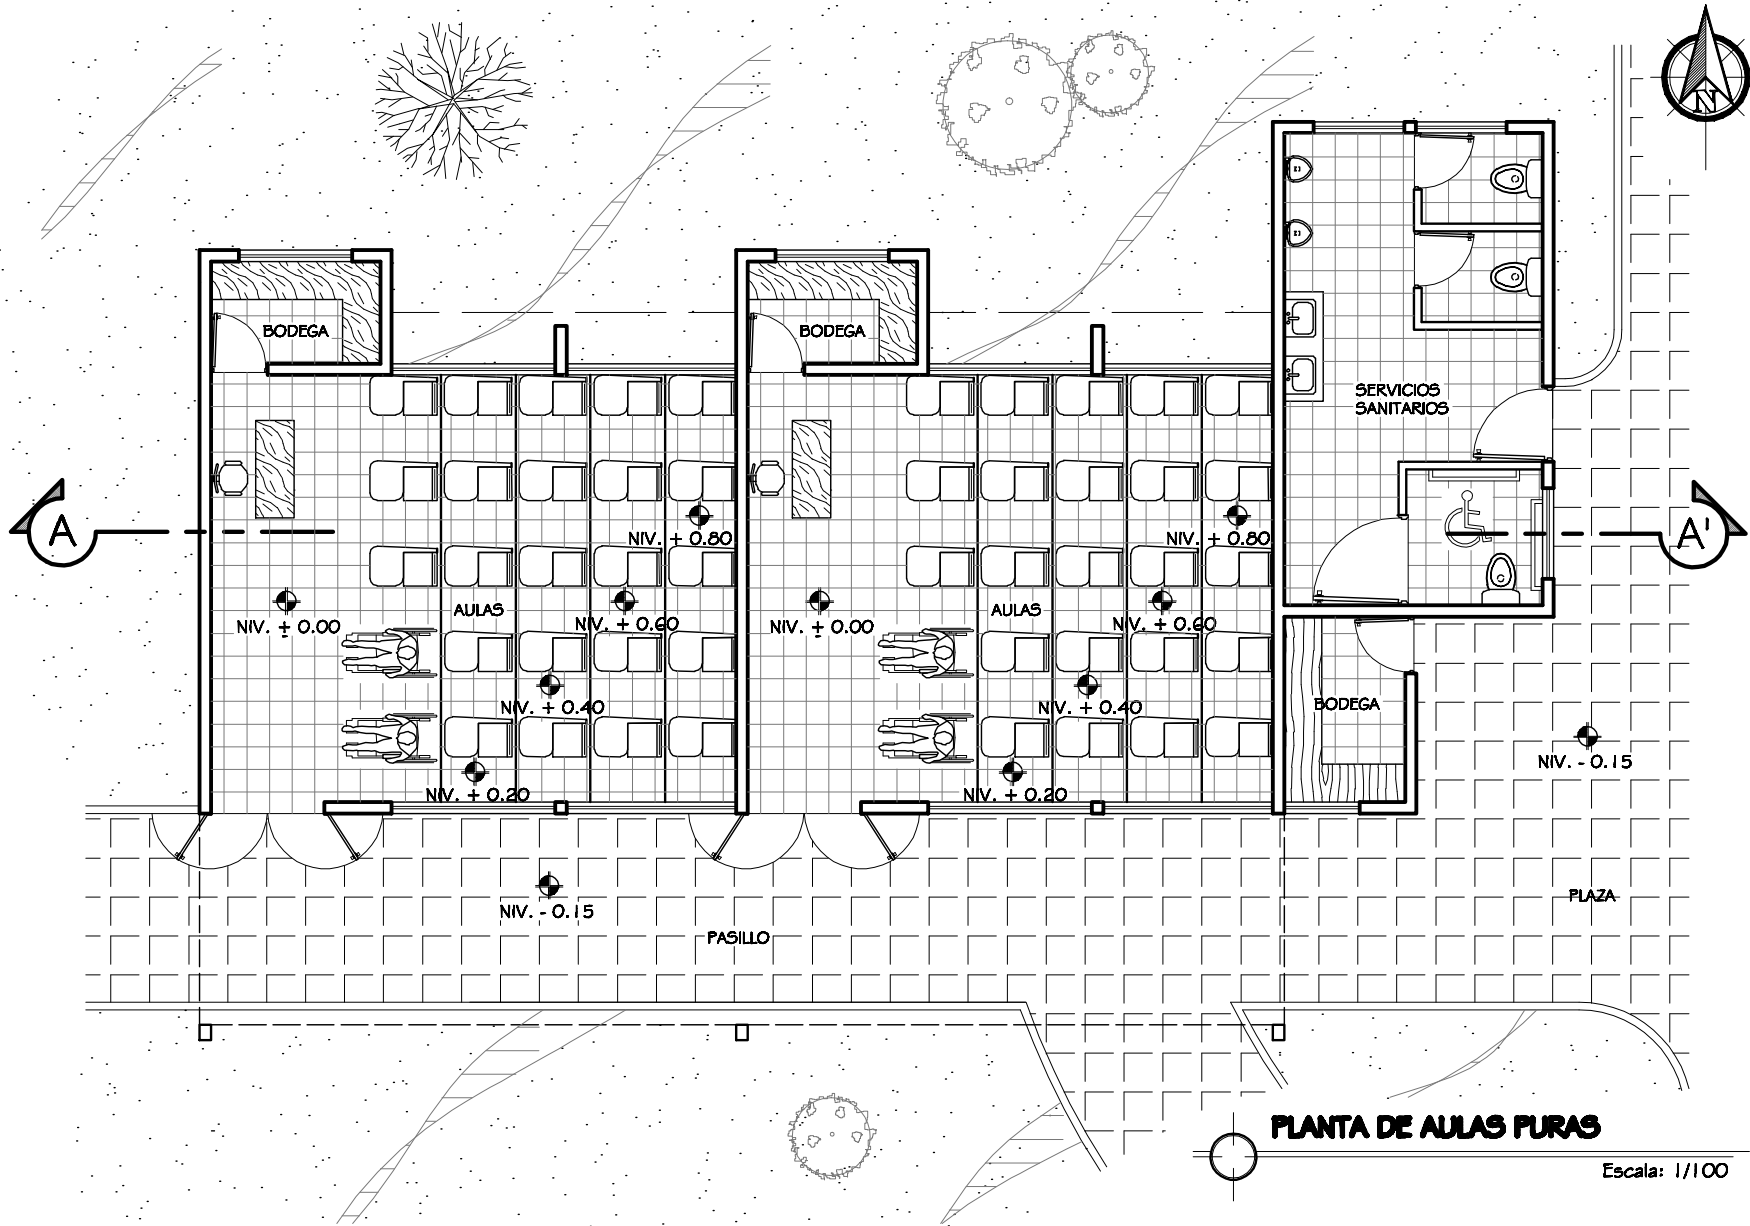 N
BODEGA
BODEGA
SERVICIOS
SANITARIOS
A
NIV. + 0.80
NIV. + 0.80
A'
NIV. ± 0.00
AULAS
NIV. + 0.60
NIV. ± 0.00
AULAS
NIV. + 0.60
NIV. + 0.40
NIV. + 0.40
BODEGA
NIV. - 0.15
NIV. + 0.20
NIV. + 0.20
NIV. - 0.15
PLAZA
PASILLO
PLANTA DE AULAS PURAS
Escala: 1/100